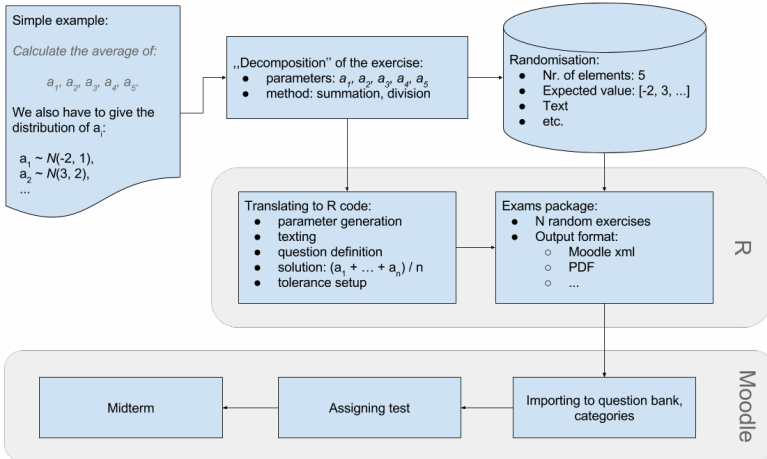 Simple example:
Calculate the average of:
a1, a2, a3, a4, a5.
We also have to give the
distribution of ai:
a1 ~ N(-2, 1),
a2 ~ N(3, 2),
...
,,Decomposition" of the exercise:
● parameters: a1, a2, a3, a4, a5
● method: summation, division
Randomisation:
● Nr. of elements: 5
● Expected value: [-2, 3, ...]
● Text
● etc.
Translating to R code:
● parameter generation
● texting
● question definition
● solution: (a1 + … + an) / n
● tolerance setup
Exams package:
● N random exercises
● Output format:
○ Moodle xml
○ PDF
○ ...
R
Midterm
Assigning test
Importing to question bank,
categories
Moodle